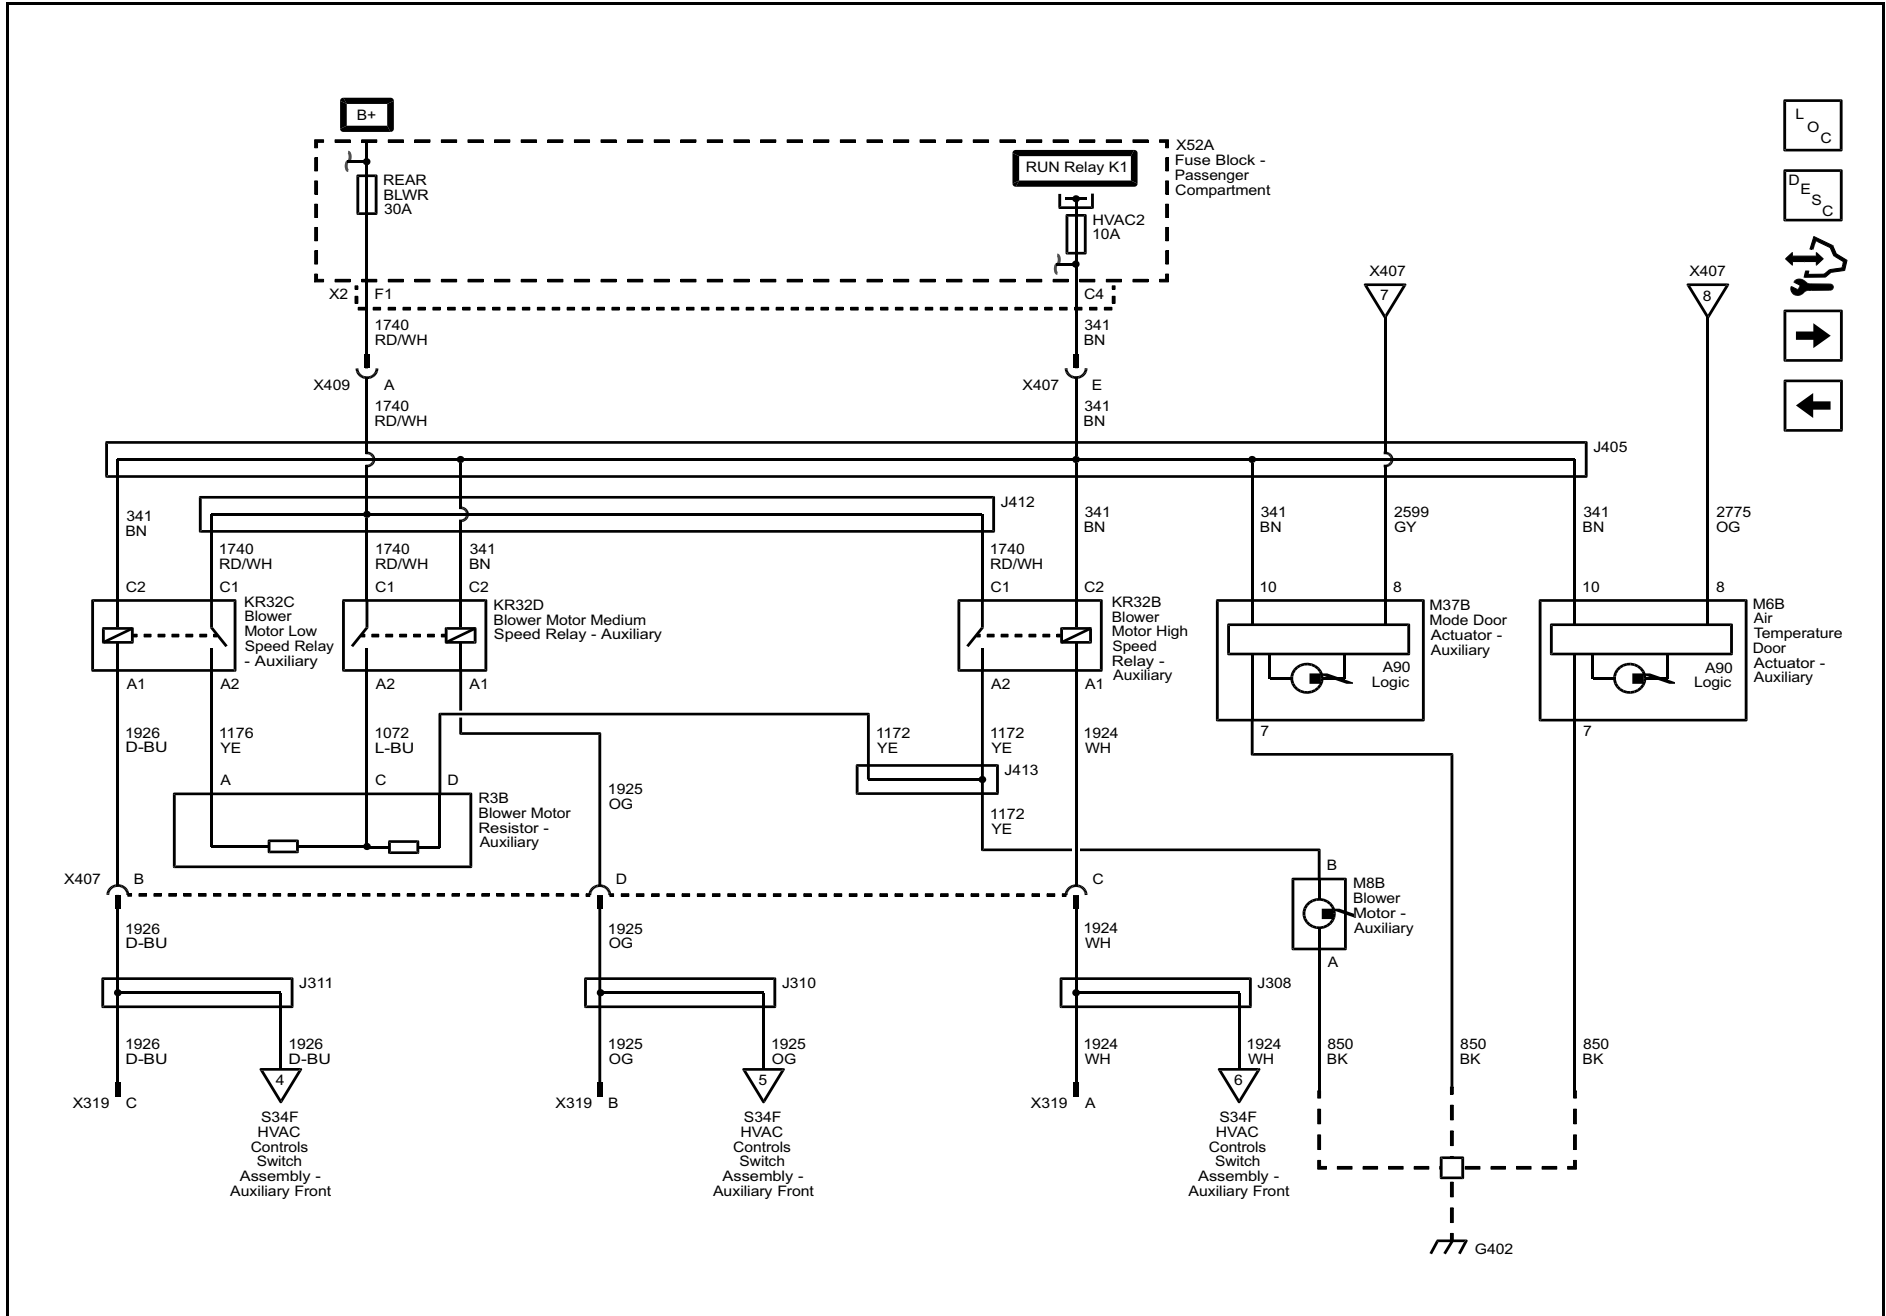 B+
REAR
BLWR
30A
RUN Relay K1
HVAC2
10A
X52A
Fuse Block -
Passenger
Compartment
L
O
C
D
E
S
C
X2
F1
C4
1740
RD/WH
341
BN
X407
7
X407
8
X409
A
X407
E
1740
RD/WH
341
BN
J405
J412
341
BN
1740
RD/WH
1740
RD/WH
341
BN
1740
RD/WH
341
BN
341
BN
2599
GY
341
BN
2775
OG
C2
C1
C1
C2
C1
C2
10
8
10
8
KR32C
Blower
Motor Low
Speed Relay
- Auxiliary
KR32D
Blower Motor Medium
Speed Relay - Auxiliary
KR32B
Blower
Motor High
Speed
Relay -
Auxiliary
M37B
Mode Door
Actuator -
Auxiliary
M6B
Air
Temperature
Door
Actuator -
Auxiliary
A90
Logic
A90
Logic
A1
A2
A2
A1
A2
A1
7
7
1926
D-BU
1176
YE
1072
L-BU
1172
YE
1172
YE
1924
WH
A
C
D
J413
R3B
Blower Motor
Resistor -
Auxiliary
1925
OG
1172
YE
X407
B
D
C
B
M8B
Blower
Motor -
Auxiliary
A
1926
D-BU
1925
OG
1924
WH
J311
J310
J308
1926
D-BU
1926
D-BU
1925
OG
1925
OG
1924
WH
1924
WH
850
BK
850
BK
850
BK
X319
C
4
X319
B
5
X319
A
6
S34F
HVAC
Controls
Switch
Assembly -
Auxiliary Front
S34F
HVAC
Controls
Switch
Assembly -
Auxiliary Front
S34F
HVAC
Controls
Switch
Assembly -
Auxiliary Front
G402